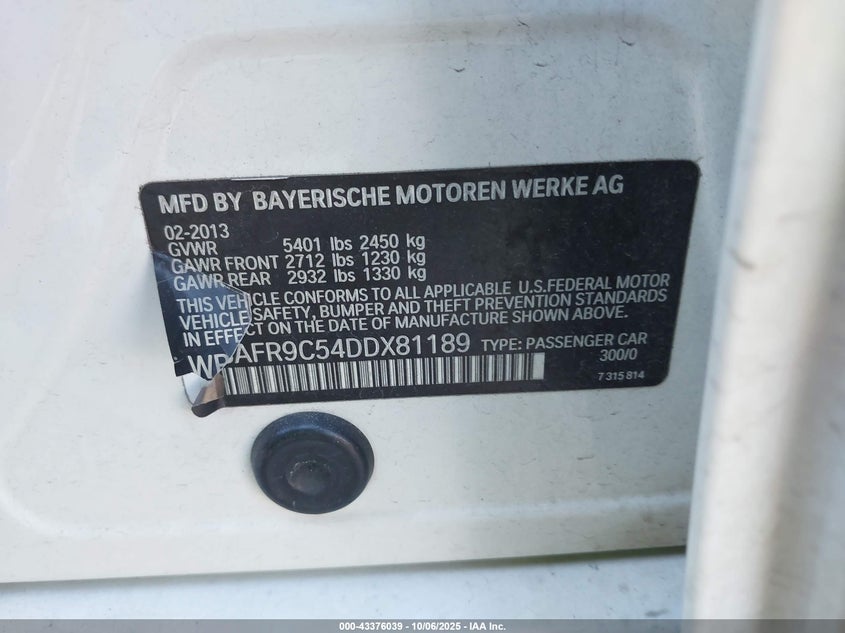 MFD BY BAYERISCHE MOTOREN WERKE AG
02-2013
GVWR 5401 lbs 2450 kg
GAWR FRONT 2712 lbs 1230 kg
GAWR REAR 2932 lbs 1330 kg
THIS VEHICLE CONFORMS TO ALL APPLICABLE U.S.FEDERAL MOTOR
VEHICLE SAFETY, BUMPER AND THEFT PREVENTION STANDARDS
IN EFFECT ON THE DATE OF MANUFACTURE SHOWN ABOVE.
AFR9C54DDX81189 TYPE: PASSENGER CAR
300/0
7 315 814
000-43376039 - 10/06/2025 - IAA Inc.